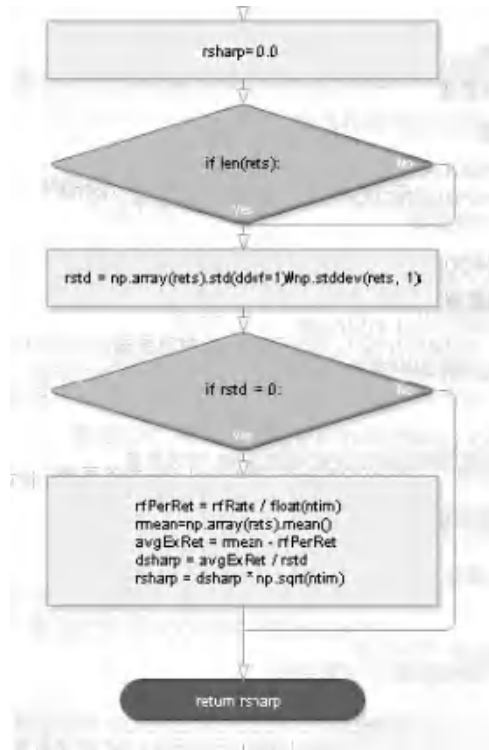 rsharp=0.0
if len(rets):
No
Yes
rstd = np.array(rets).std(ddof=1)#np.stddev(rets, 1)
if rstd = 0:
No
Yes
rfPerRet = rfRate / float(ntim)
rmean=np.array(rets).mean()
avgExRet = rmean - rfPerRet
dsharp = avgExRet / rstd
rsharp = dsharp * np.sqrt(ntim)
return rsharp